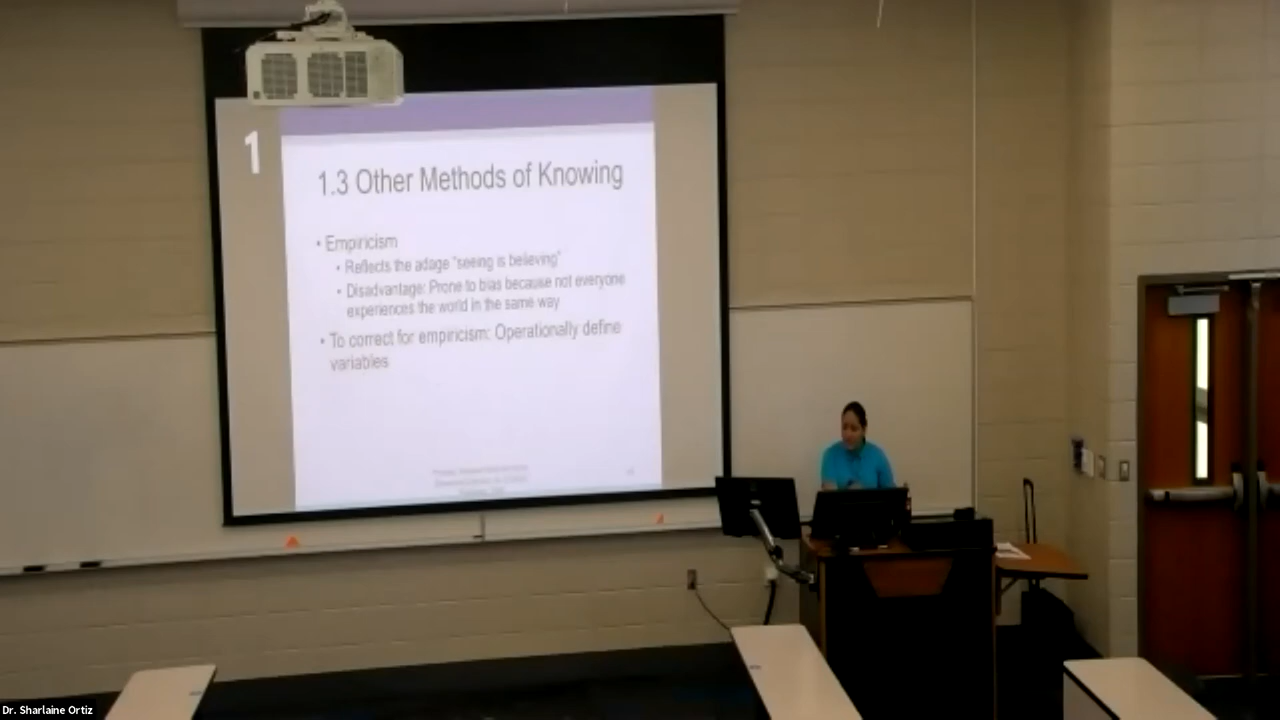 1
1.3 Other Methods of Knowing
• Empiricism
• Reflects the adage "seeing is believing"
• Disadvantage: Prone to bias because not everyone
experiences the world in the same way
• To correct for empiricism: Operationally define
variables
Dr. Sharlaine Ortiz